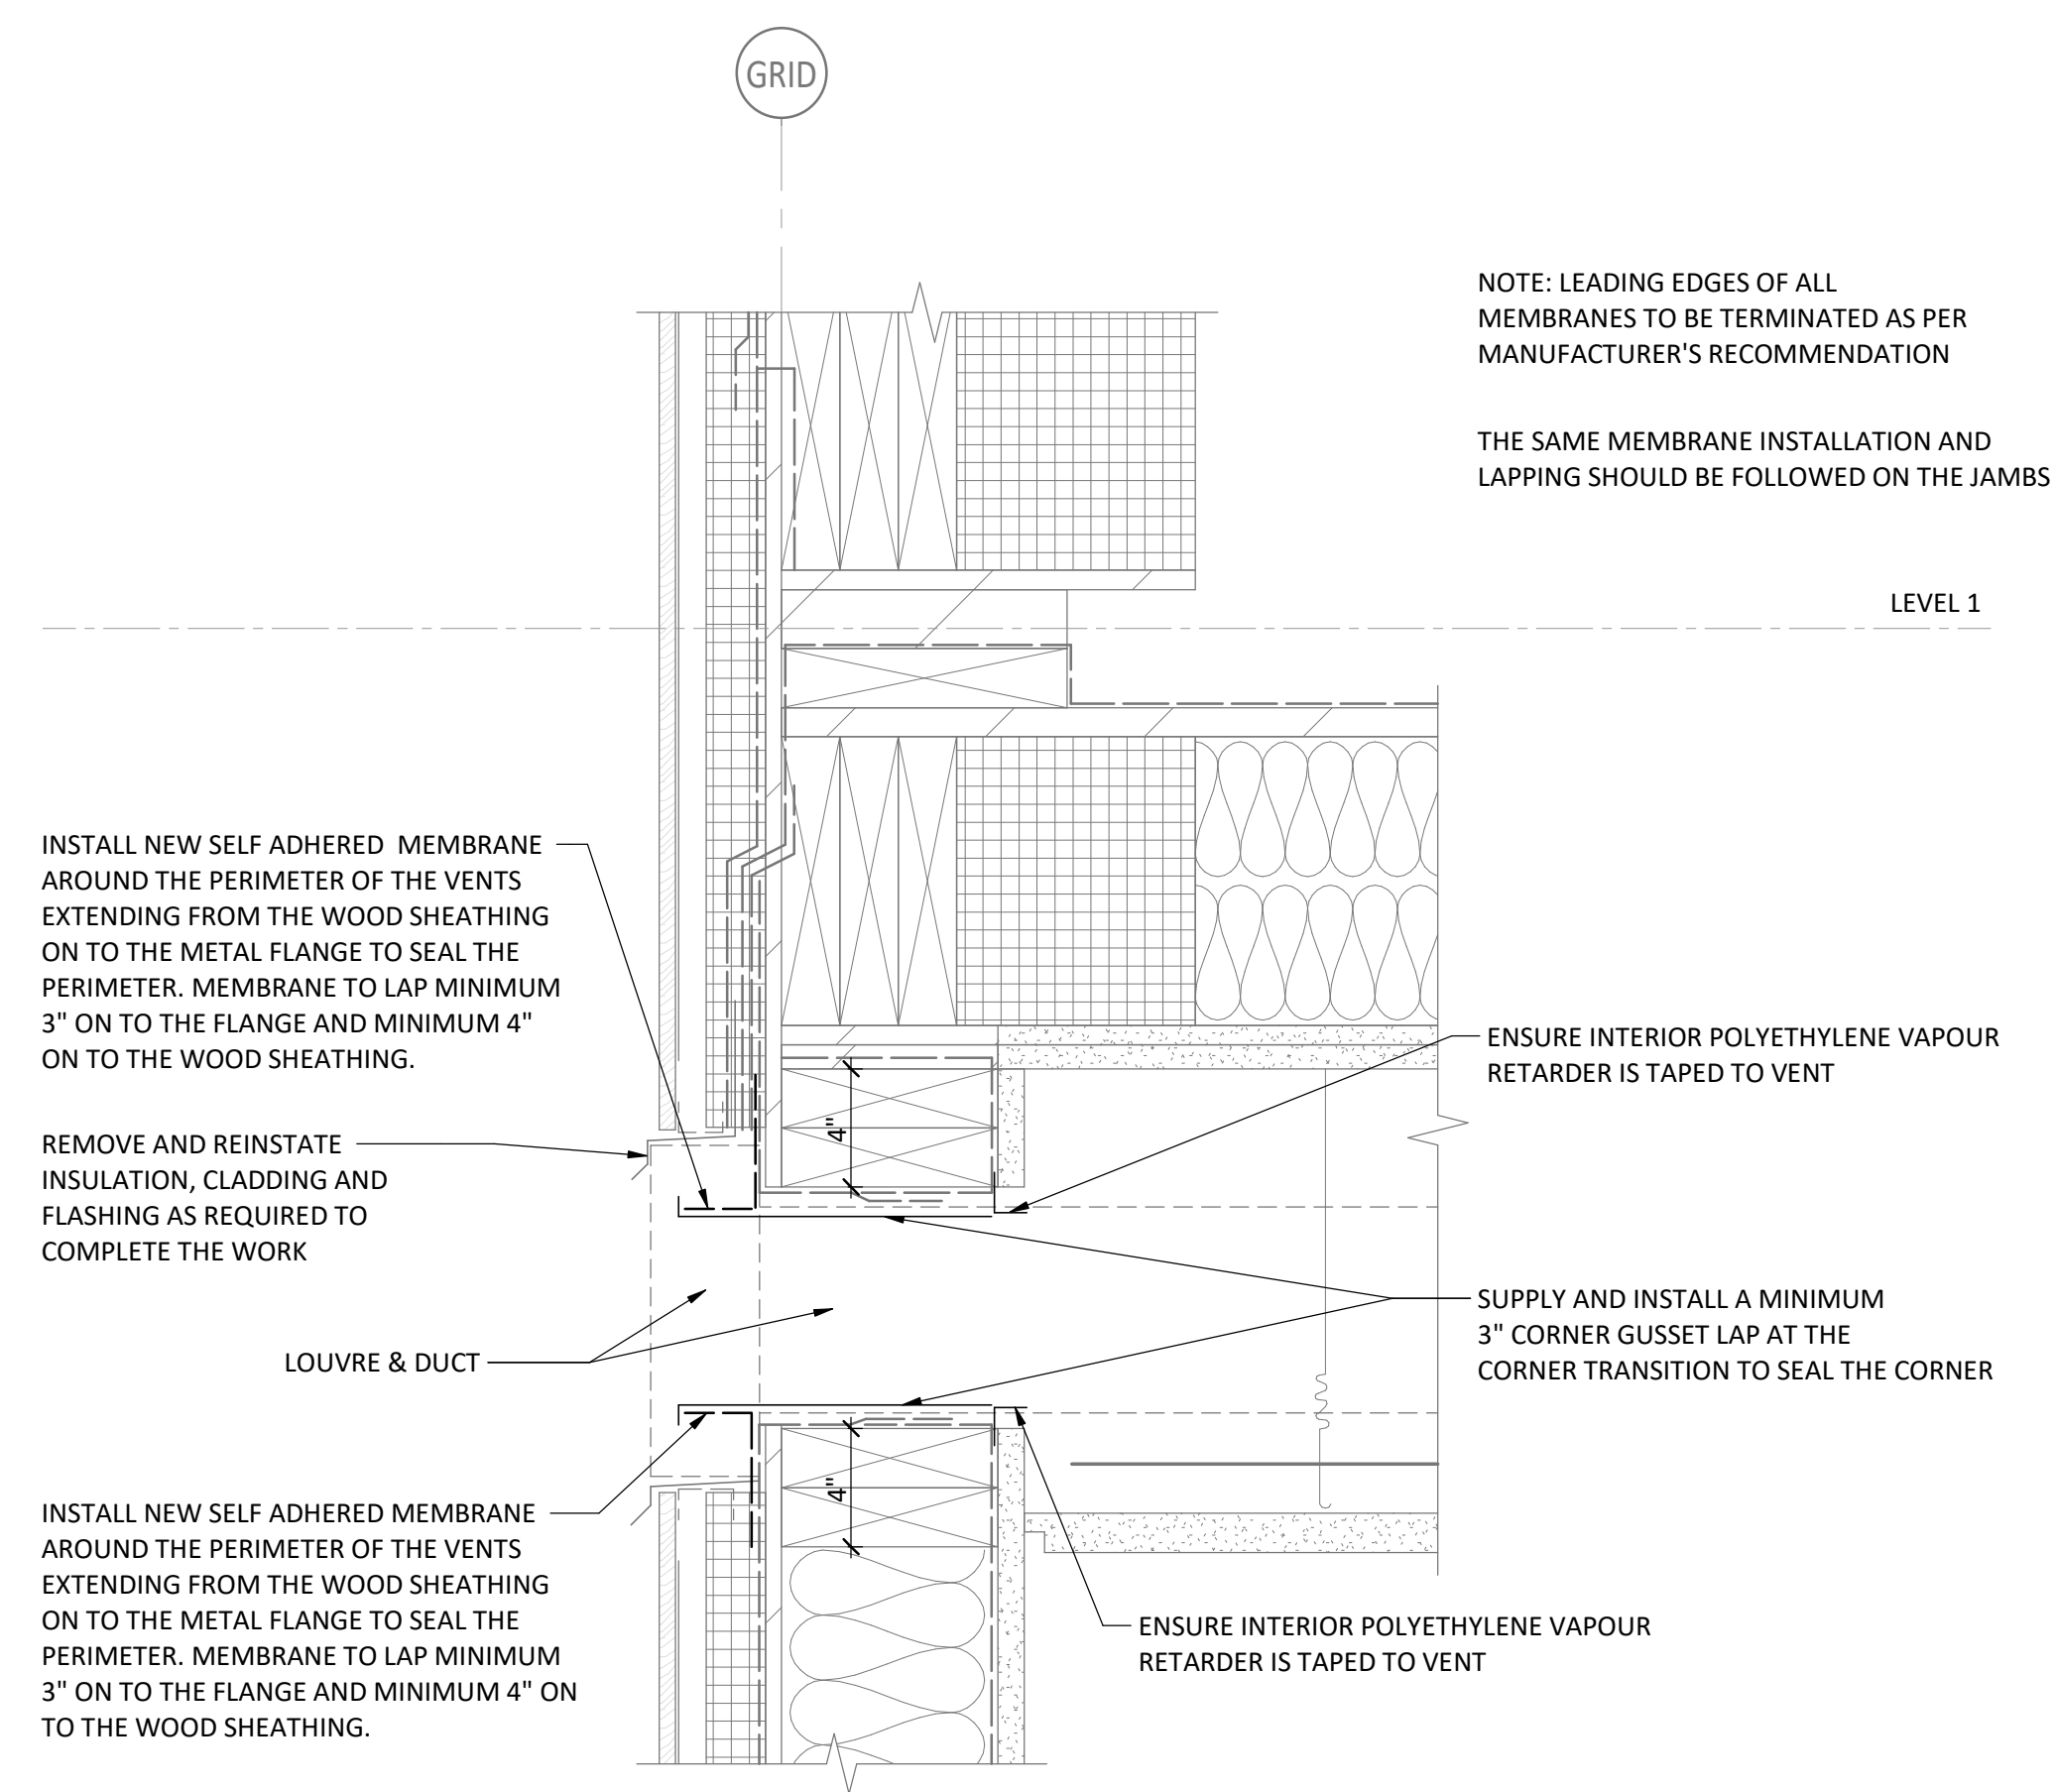 GRID
NOTE: LEADING EDGES OF ALL
MEMBRANES TO BE TERMINATED AS PER
MANUFACTURER'S RECOMMENDATION
THE SAME MEMBRANE INSTALLATION AND
LAPPING SHOULD BE FOLLOWED ON THE JAMBS
LEVEL 1
INSTALL NEW SELF ADHERED  MEMBRANE
AROUND THE PERIMETER OF THE VENTS
EXTENDING FROM THE WOOD SHEATHING
ON TO THE METAL FLANGE TO SEAL THE
PERIMETER. MEMBRANE TO LAP MINIMUM
3" ON TO THE FLANGE AND MINIMUM 4"
ON TO THE WOOD SHEATHING.
ENSURE INTERIOR POLYETHYLENE VAPOUR
RETARDER IS TAPED TO VENT
4"
REMOVE AND REINSTATE
INSULATION, CLADDING AND
FLASHING AS REQUIRED TO
COMPLETE THE WORK
SUPPLY AND INSTALL A MINIMUM
3" CORNER GUSSET LAP AT THE
CORNER TRANSITION TO SEAL THE CORNER
LOUVRE & DUCT
4"
INSTALL NEW SELF ADHERED MEMBRANE
AROUND THE PERIMETER OF THE VENTS
EXTENDING FROM THE WOOD SHEATHING
ON TO THE METAL FLANGE TO SEAL THE
PERIMETER. MEMBRANE TO LAP MINIMUM
3" ON TO THE FLANGE AND MINIMUM 4" ON
TO THE WOOD SHEATHING.
ENSURE INTERIOR POLYETHYLENE VAPOUR
RETARDER IS TAPED TO VENT